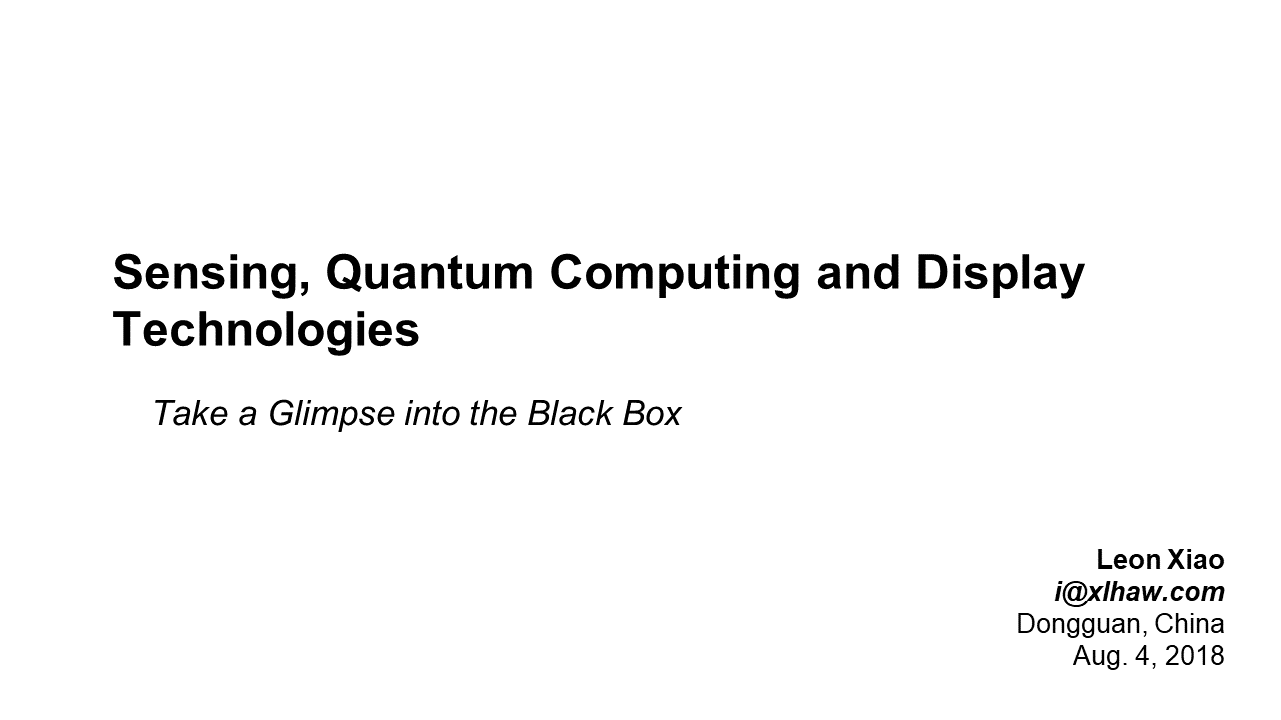 Sensing, Quantum Computing and Display
Technologies
Take a Glimpse into the Black Box
Leon Xiao
i@xlhaw.com
Dongguan, China
Aug. 4, 2018